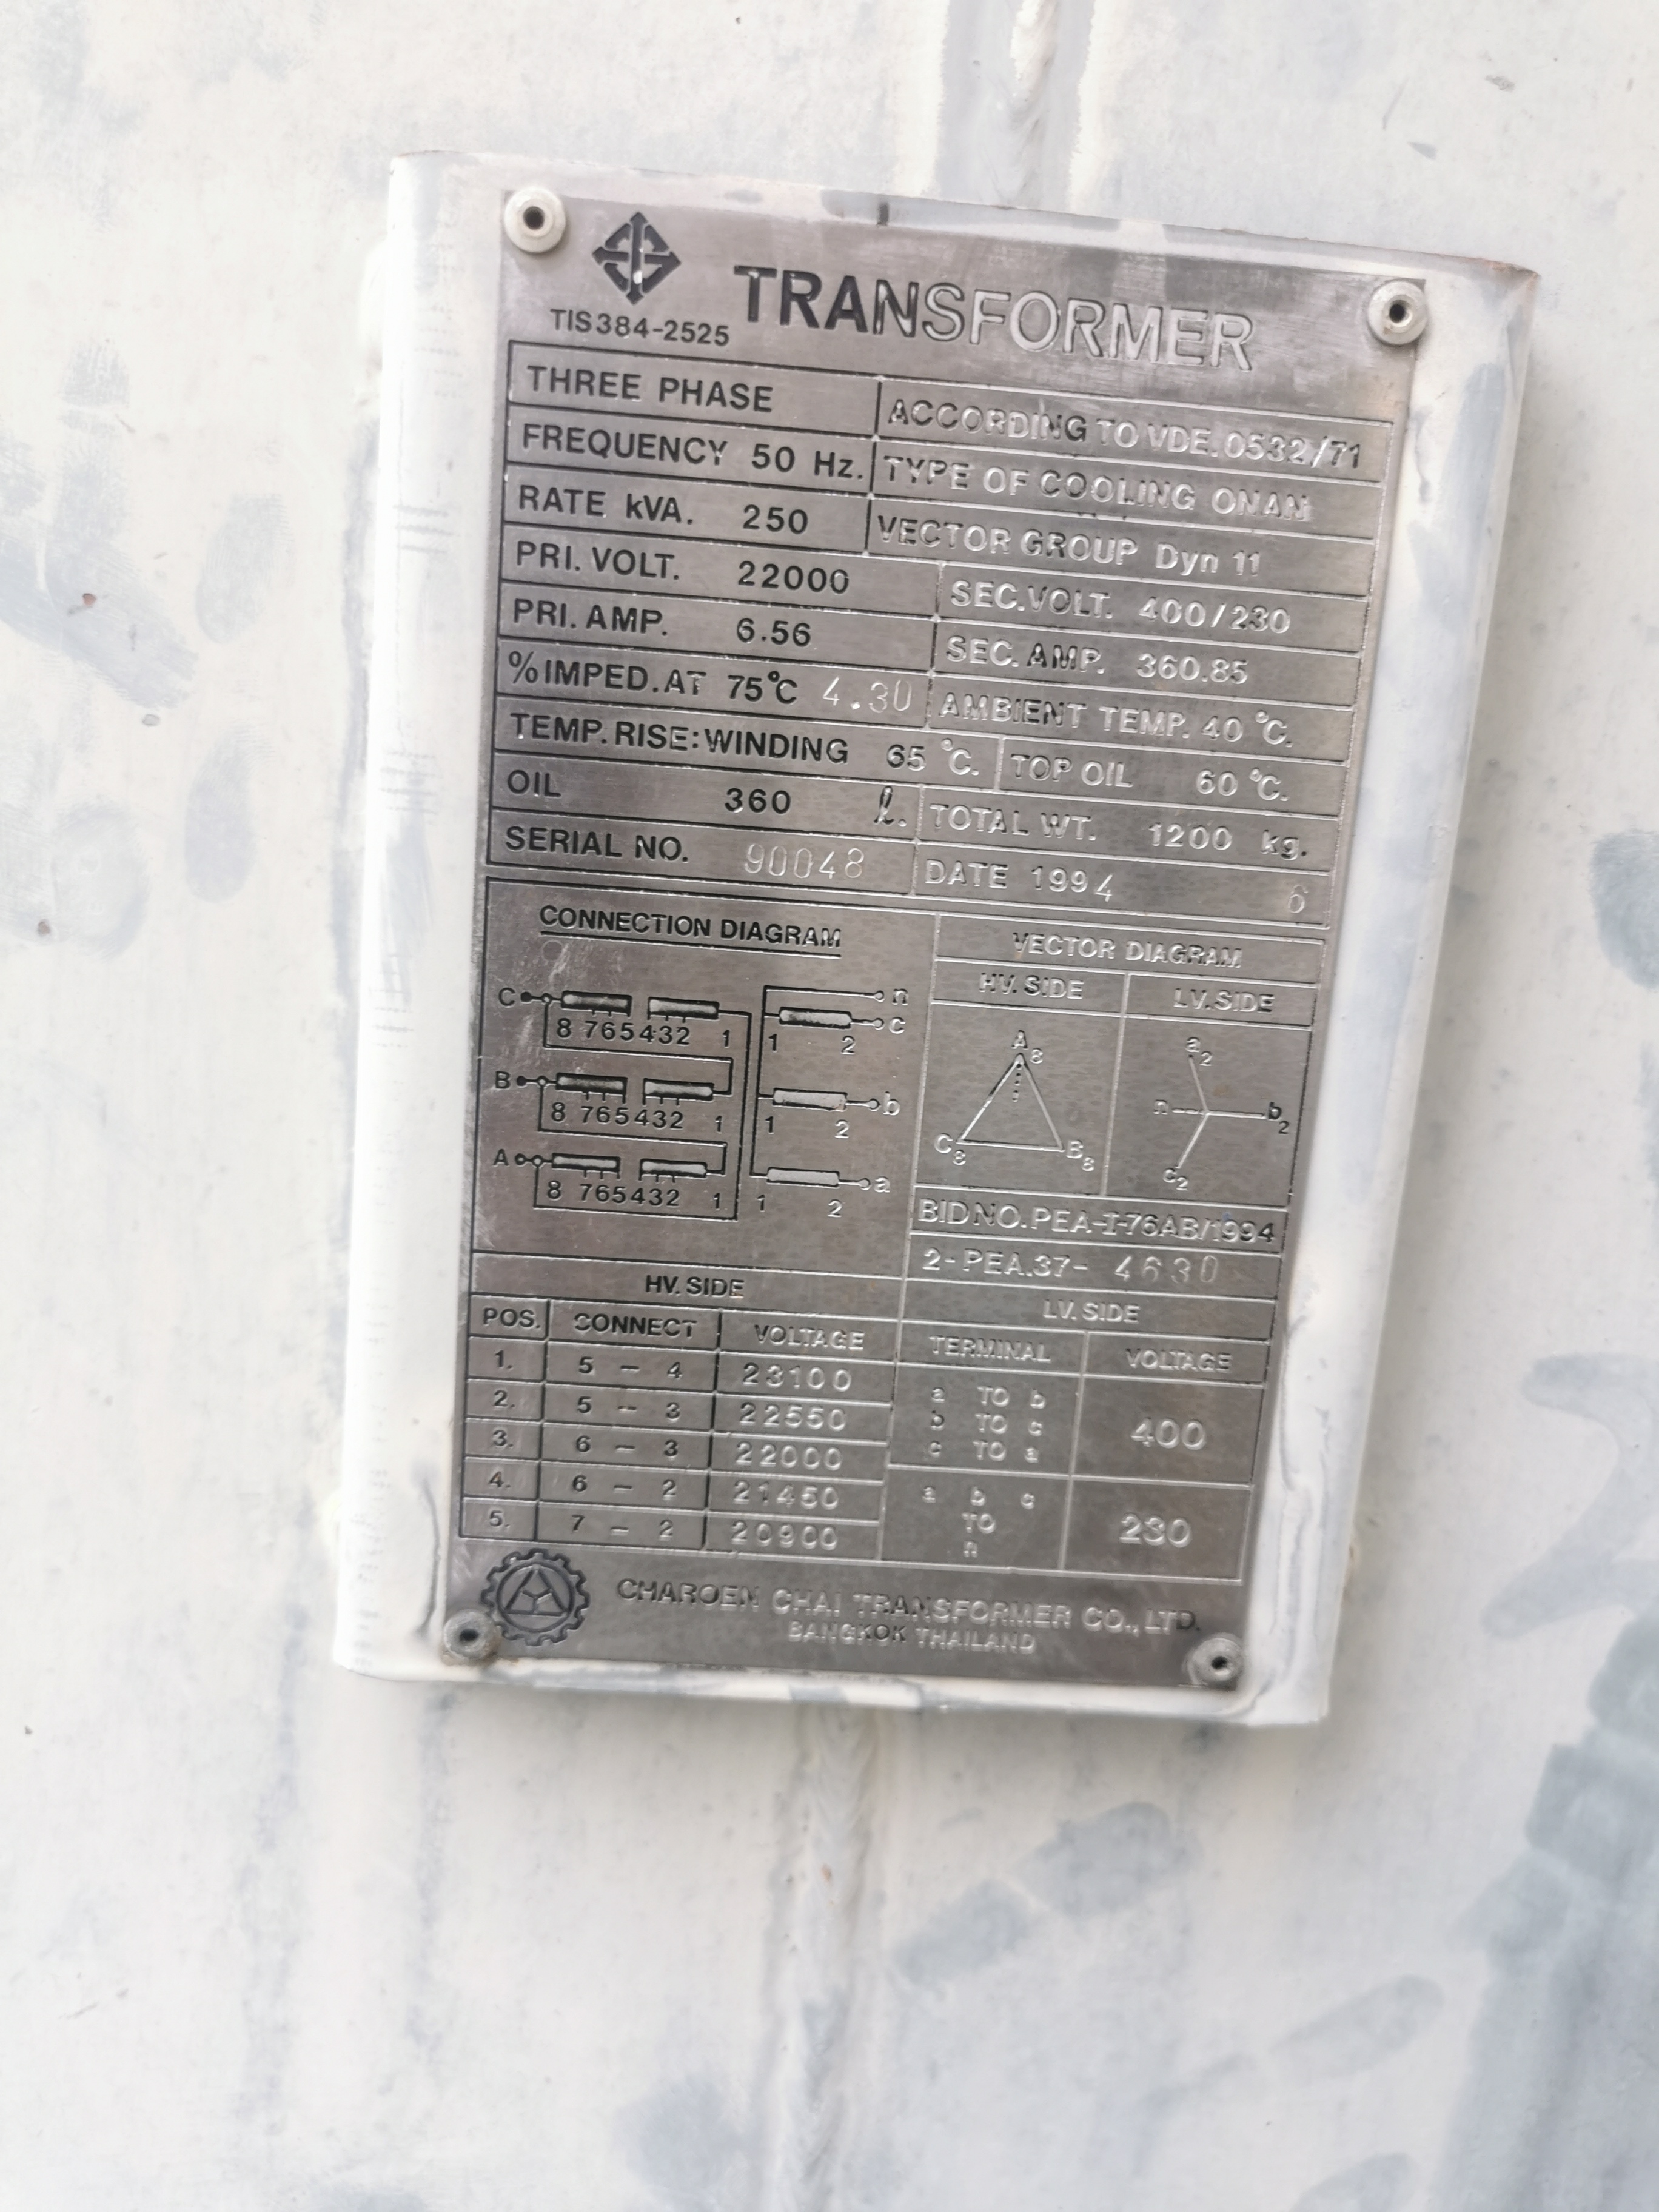 TIS384-2525
TRANSFORMER
THREE PHASE ACCORDING TO VDE. 0532/71
FREQUENCY 50 Hz. TYPE OF COOLING ONAN
RATE kVA. 250 VECTOR GROUP Dyn 11
PRI. VOLT. 22000 SEC. VOLT. 400/230
PRI. AMP. 6.56 SEC. AMP. 360.85
%IMPED. AT 75°C 4.30 AMBIENT TEMP. 40 °C.
TEMP. RISE: WINDING 65 °C. TOP OIL 60 °C.
OIL 360 ℓ. TOTAL WT. 1200 kg.
SERIAL NO. 90048 DATE 1994 6
CONNECTION DIAGRAM
C
8 765432 1
B
8 765432 1
A
8 765432 1
n
c
1 2
b
1 2
a
1 2
VECTOR DIAGRAM
HV. SIDE LV. SIDE
A8
C8 B8
a2
n b2
c2
BID NO. PEA-I-76AB/1994
2-PEA.37- 4630
HV. SIDE
POS. CONNECT VOLTAGE
1. 5 - 4 23100
2. 5 - 3 22550
3. 6 - 3 22000
4. 6 - 2 21450
5. 7 - 2 20900
LV. SIDE
TERMINAL VOLTAGE
a TO b
b TO c
c TO a
400
a b c
TO
n
230
CHAROEN CHAI TRANSFORMER CO., LTD.
BANGKOK THAILAND